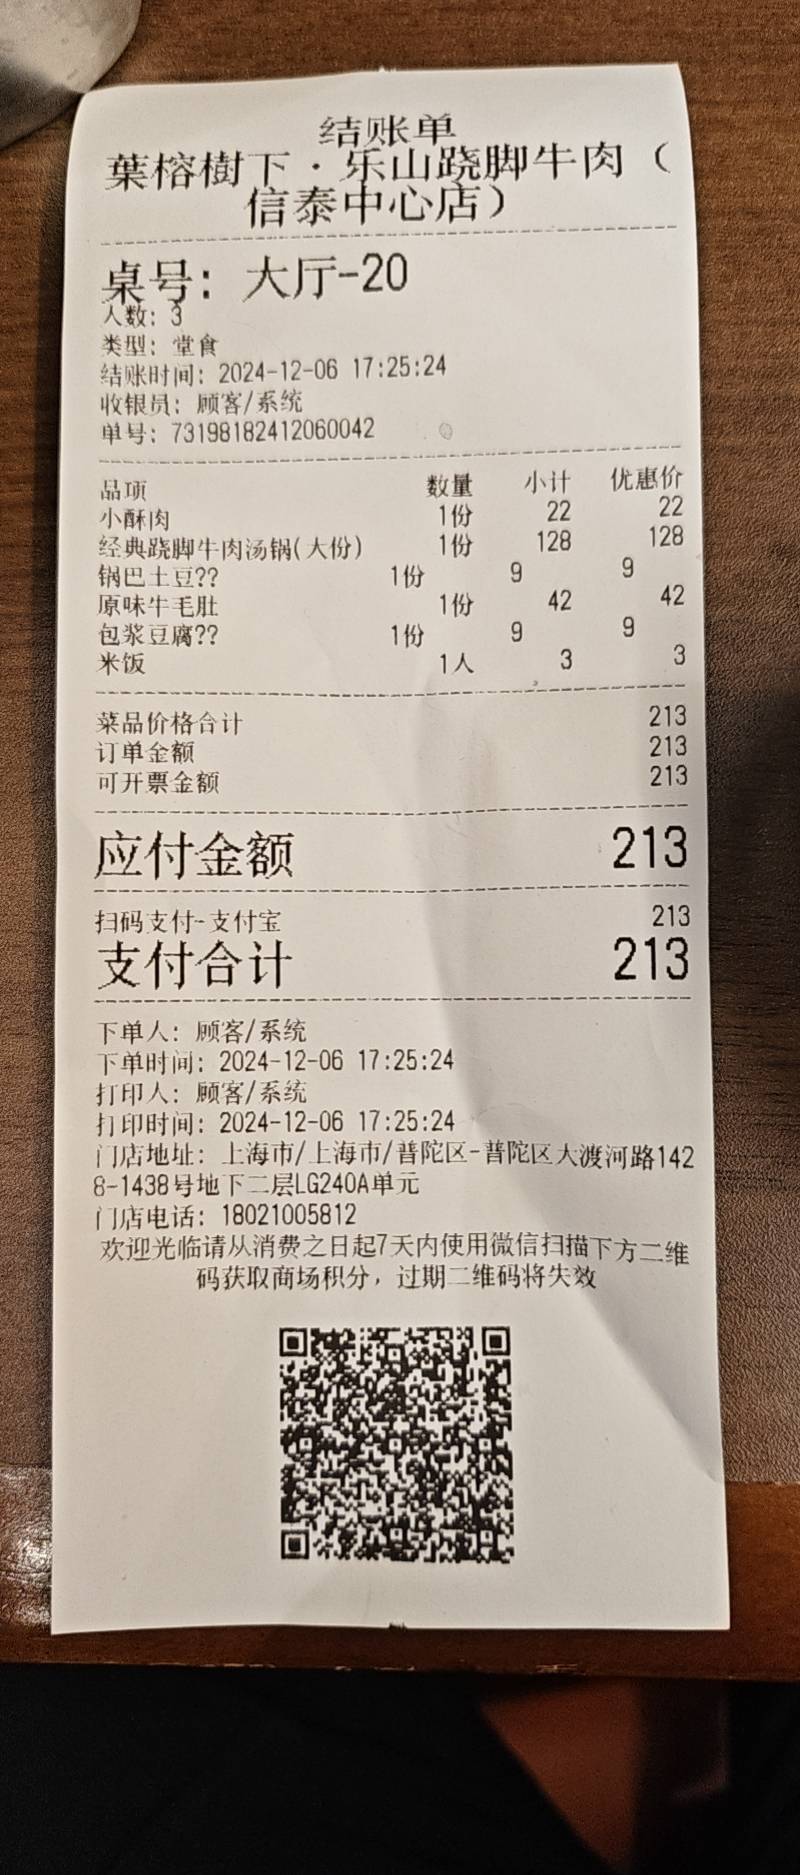 结账单
葉榕樹下·乐山跷脚牛肉（
信泰中心店）
桌号: 大厅-20
人数: 3
类型: 堂食
结账时间: 2024-12-06 17:25:24
收银员: 顾客/系统
单号: 73198182412060042
品项 数量 小计 优惠价
小酥肉 1份 22 22
经典跷脚牛肉汤锅(大份) 1份 128 128
锅巴土豆?? 1份 9 9
原味牛毛肚 1份 42 42
包浆豆腐?? 1份 9 9
米饭 1人 3 3
菜品价格合计 213
订单金额 213
可开票金额 213
应付金额 213
扫码支付-支付宝 213
支付合计 213
下单人: 顾客/系统
下单时间: 2024-12-06 17:25:24
打印人: 顾客/系统
打印时间: 2024-12-06 17:25:24
门店地址: 上海市/上海市/普陀区-普陀区大渡河路142
8-1438号地下二层LG240A单元
门店电话: 18021005812
欢迎光临请从消费之日起7天内使用微信扫描下方二维
码获取商场积分，过期二维码将失效